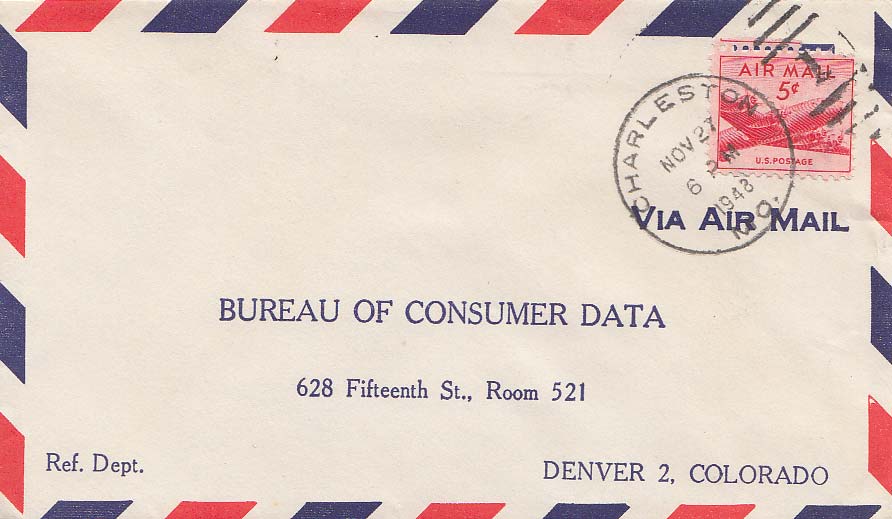 AIR MAIL
5¢
U.S. POSTAGE
CHARLESTON
NOV 27
6
1948
MO.
VIA AIR MAIL
BUREAU OF CONSUMER DATA
628 Fifteenth St., Room 521
Ref. Dept.
DENVER 2, COLORADO